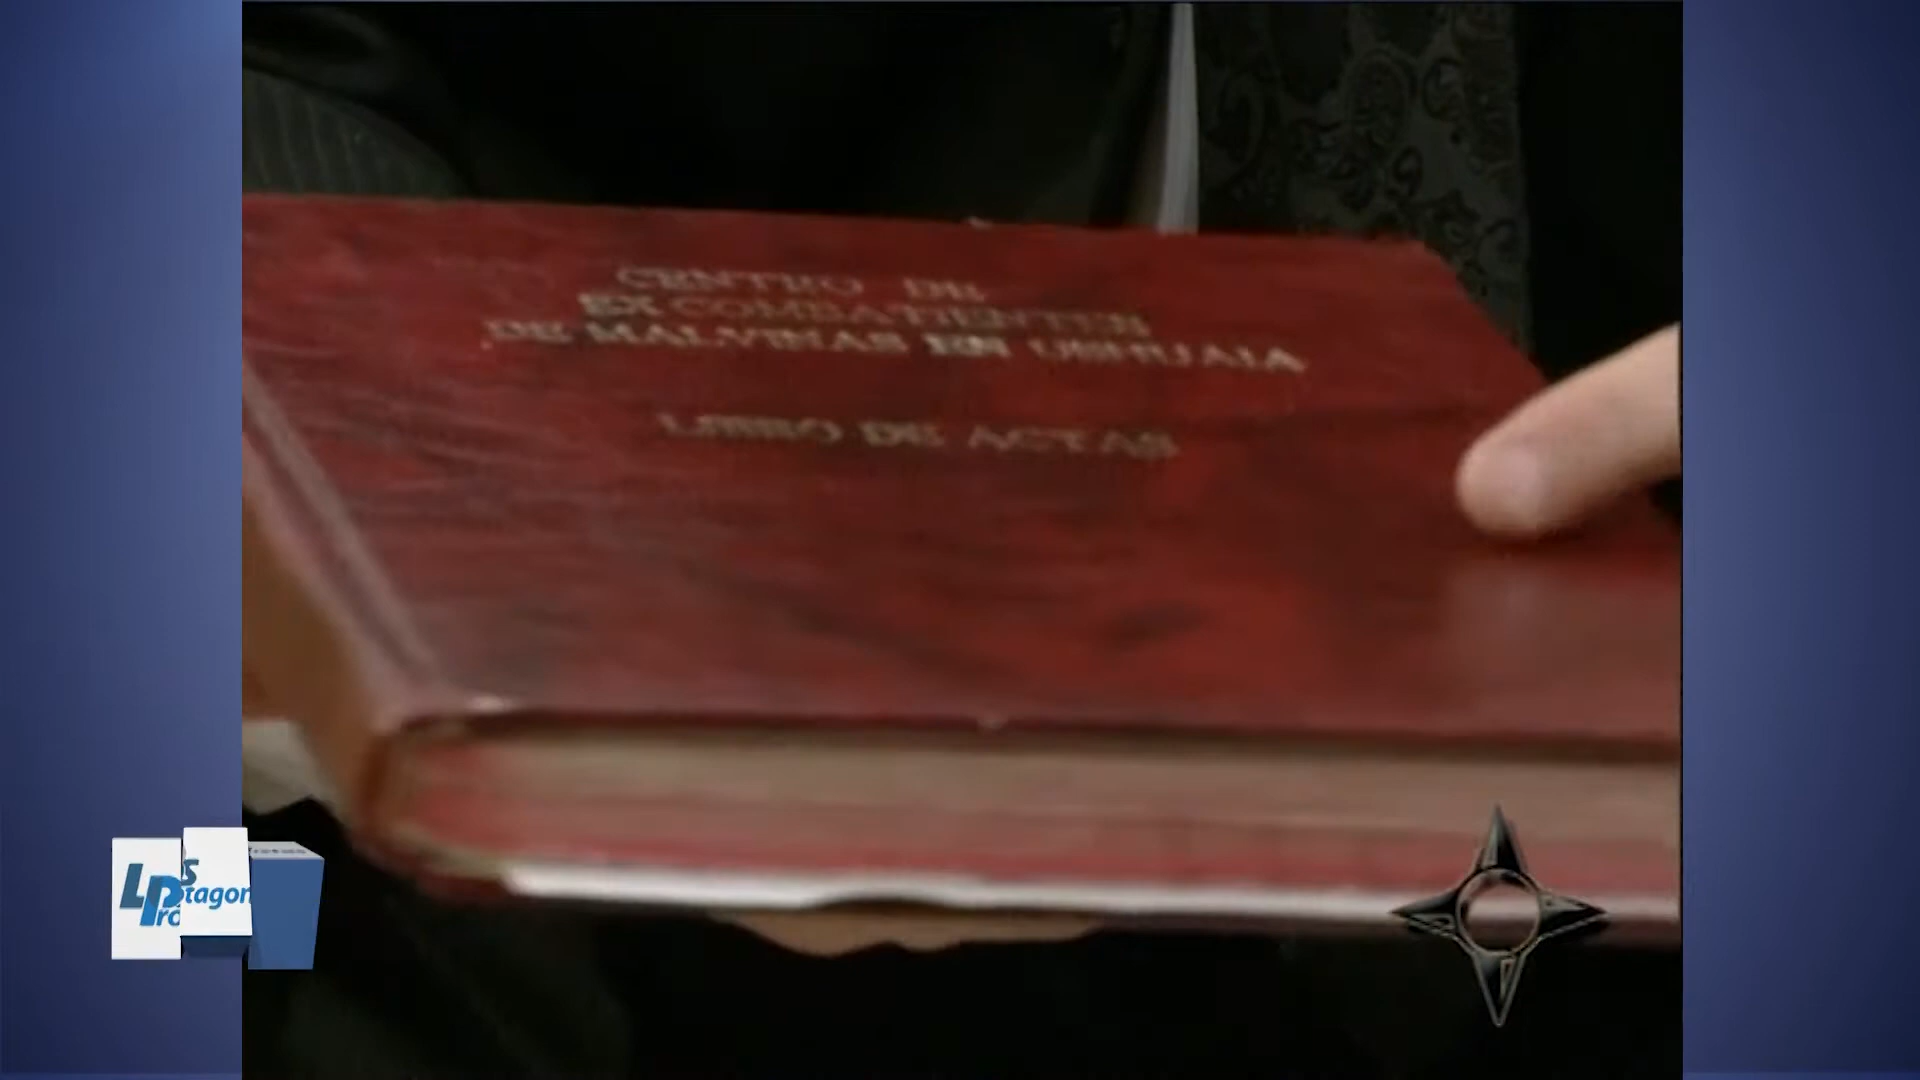 CENTRO DE
EX COMBATIENTES
DE MALVINAS EN USHUAIA
LIBRO DE ACTAS